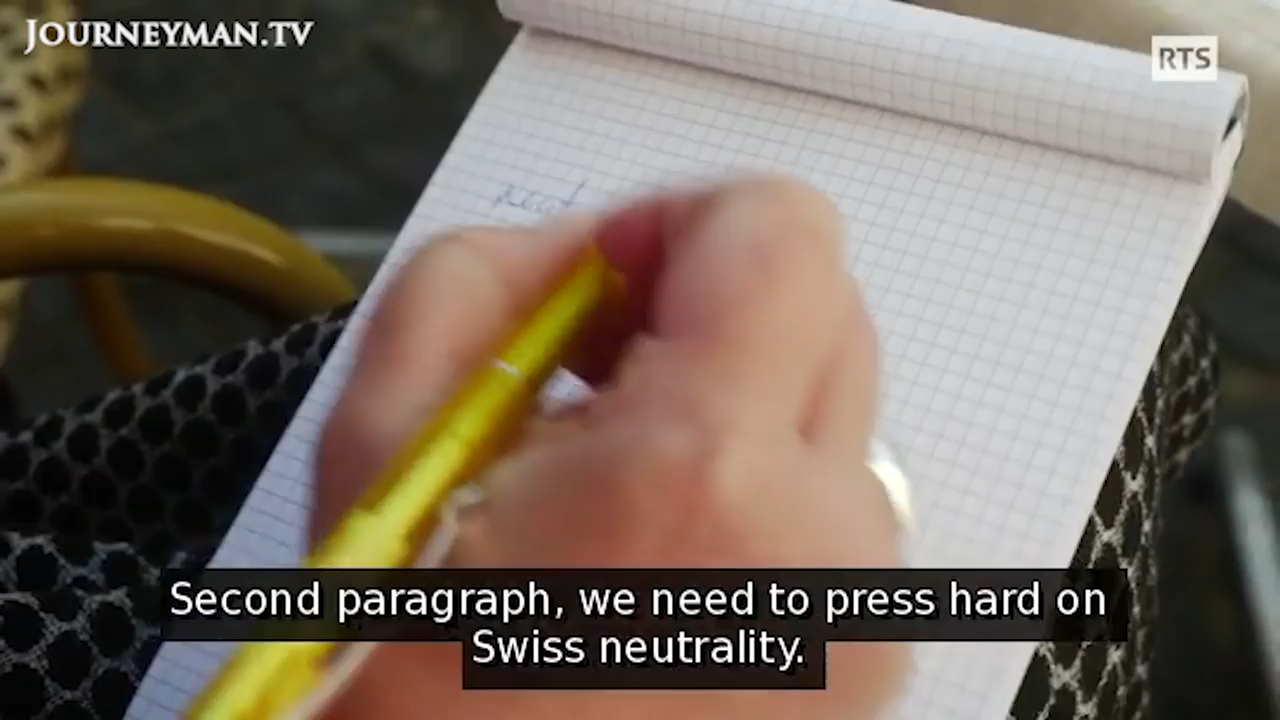 JOURNEYMAN.TV
RTS
Second paragraph, we need to press hard on
Swiss neutrality.